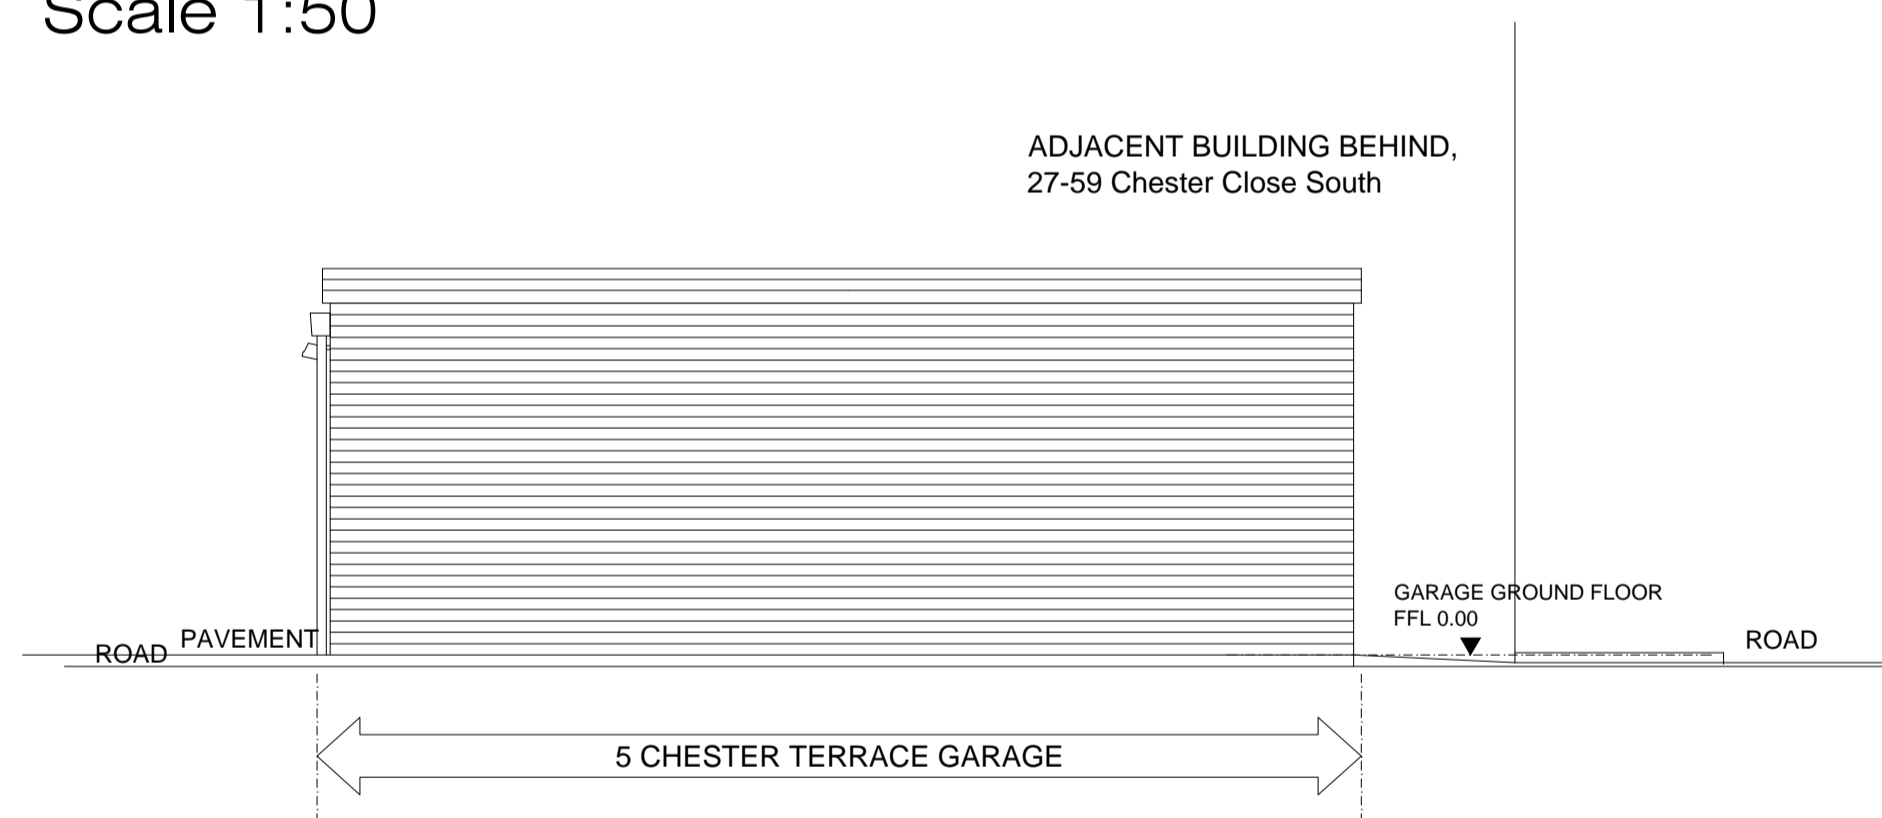 Scale 1:50
ADJACENT BUILDING BEHIND,
27-59 Chester Close South
GARAGE GROUND FLOOR
FFL 0.00
ROAD
PAVEMENT
ROAD
5 CHESTER TERRACE GARAGE